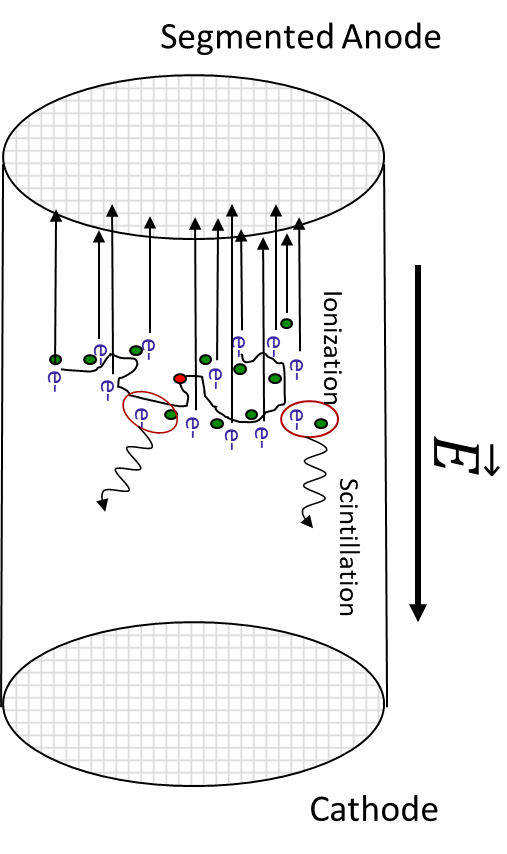 Segmented Anode
Ionization
e-
e-
e-
e-
e-
e-
e-
e-
e-
e-
e-
e-
e-
E⃗
Scintillation
Cathode